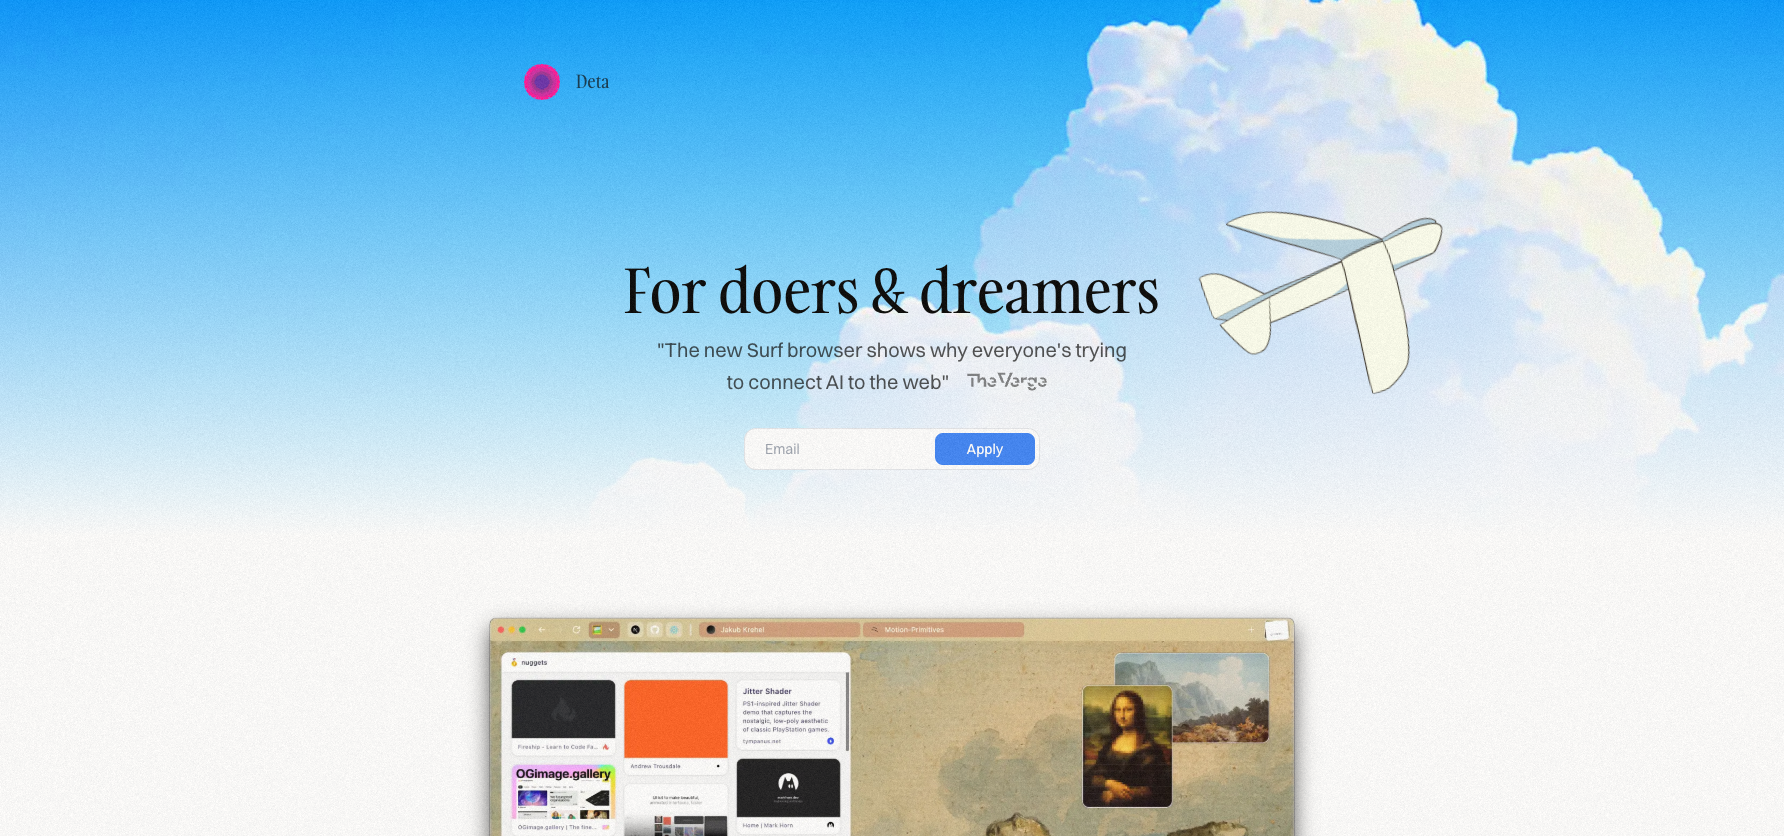 Deta
For doers & dreamers
"The new Surf browser shows why everyone's trying
to connect AI to the web" TheVerge
Email Apply
Jakub Krehel Motion-Primitives
nuggets
Jitter Shader
PS1-inspired Jitter Shader
demo that captures the
nostalgic, low-poly aesthetic
of classic PlayStation games.
tympanus.net
Fireship - Learn to Code Fa...
Andrew Trousdale
OGimage.gallery
OGimage.gallery | The fine...
Home | Mark Horn